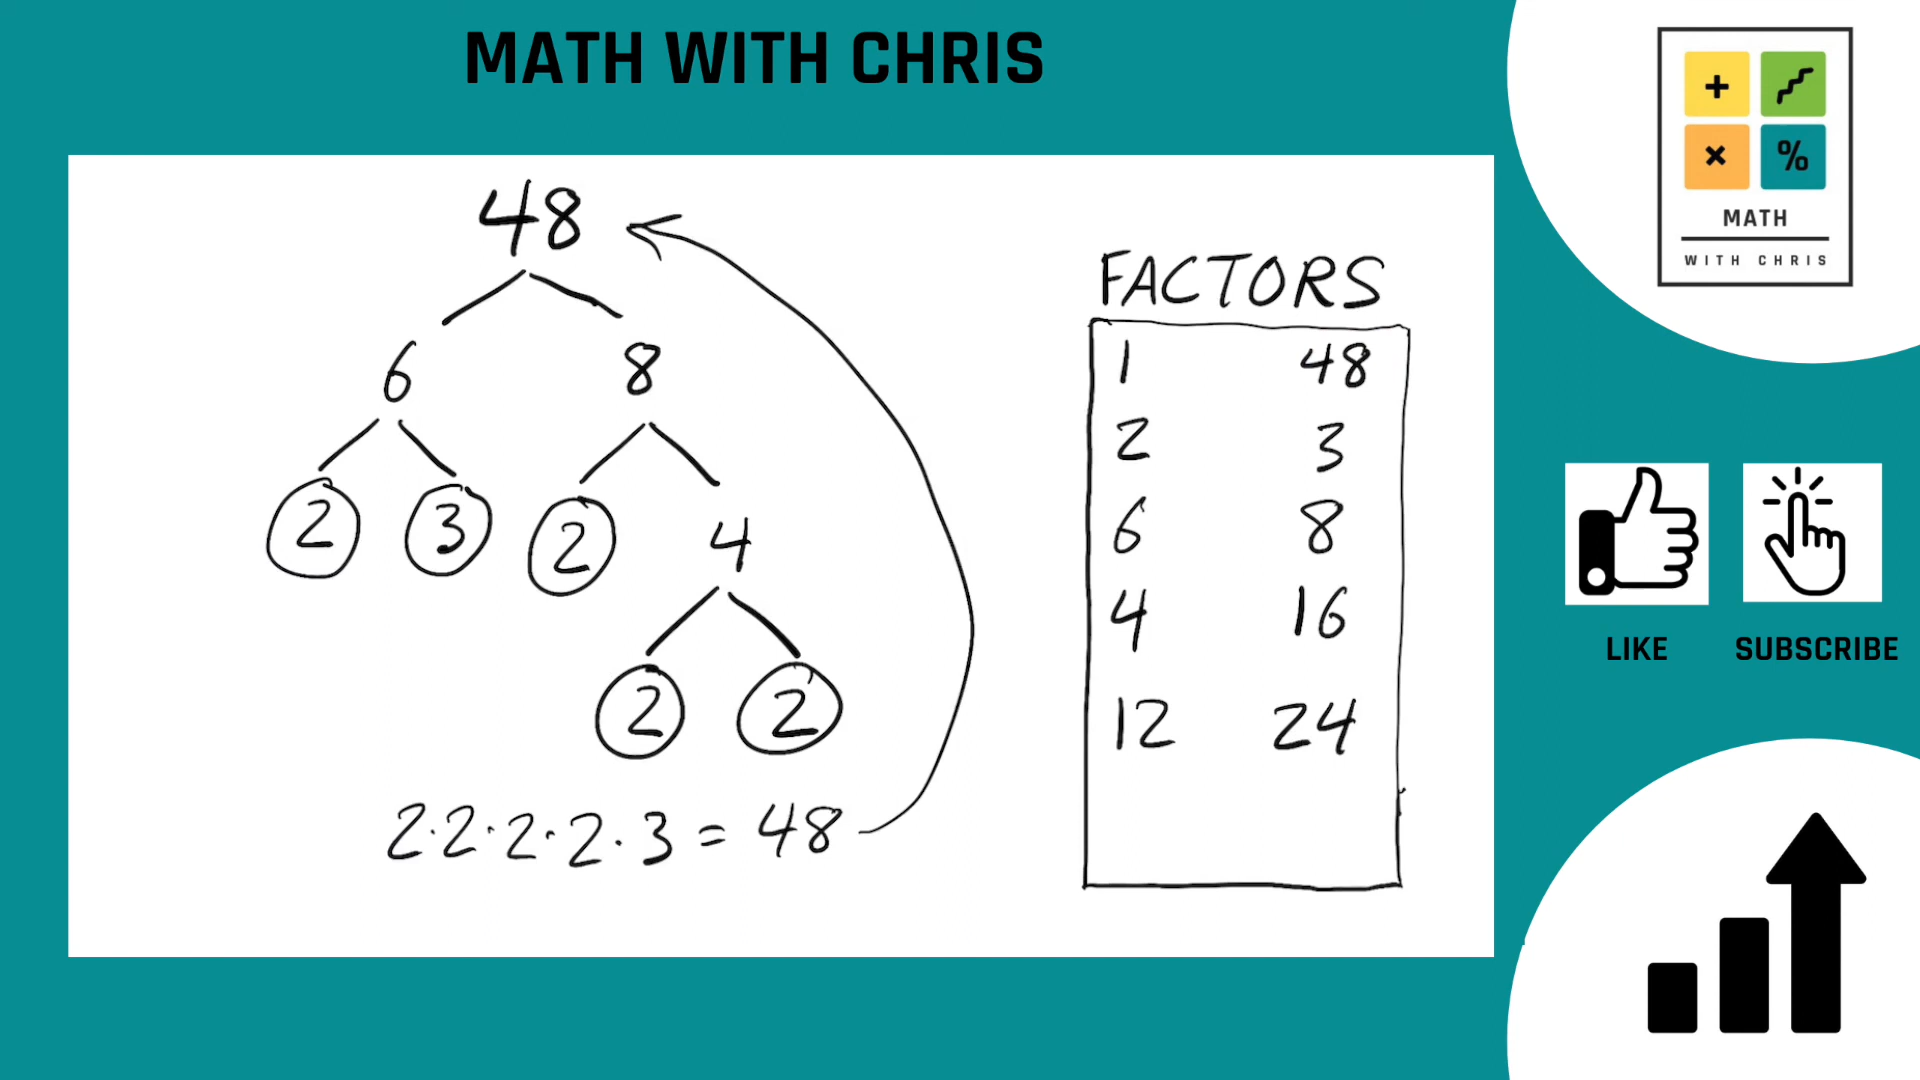 MATH WITH CHRIS
48
6 8
2 3 2 4
2 2
2·2·2·2·3 = 48
FACTORS
1 48
2 3
6 8
4 16
12 24
+
× %
MATH
WITH CHRIS
LIKE SUBSCRIBE